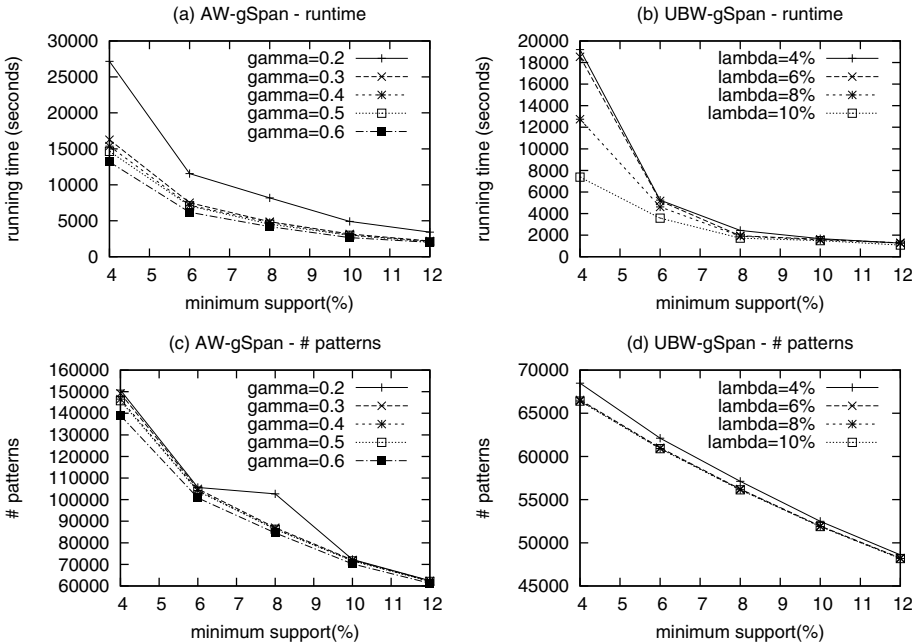 (a) AW-gSpan - runtime
30000
25000
20000
15000
10000
5000
0
running time (seconds)
gamma=0.2
gamma=0.3
gamma=0.4
gamma=0.5
gamma=0.6
4 5 6 7 8 9 10 11 12
minimum support(%)
(b) UBW-gSpan - runtime
20000
18000
16000
14000
12000
10000
8000
6000
4000
2000
0
running time (seconds)
lambda=4%
lambda=6%
lambda=8%
lambda=10%
4 5 6 7 8 9 10 11 12
minimum support(%)
(c) AW-gSpan - # patterns
160000
150000
140000
130000
120000
110000
100000
90000
80000
70000
60000
# patterns
gamma=0.2
gamma=0.3
gamma=0.4
gamma=0.5
gamma=0.6
4 5 6 7 8 9 10 11 12
minimum support(%)
(d) UBW-gSpan - # patterns
70000
65000
60000
55000
50000
45000
# patterns
lambda=4%
lambda=6%
lambda=8%
lambda=10%
4 5 6 7 8 9 10 11 12
minimum support(%)